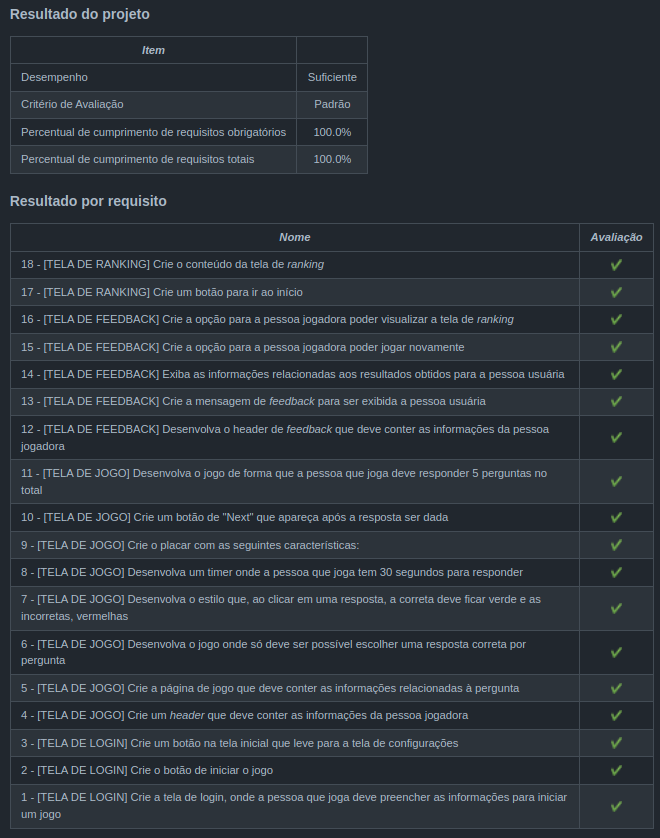 Resultado do projeto
Item
Desempenho Suficiente
Critério de Avaliação Padrão
Percentual de cumprimento de requisitos obrigatórios 100.0%
Percentual de cumprimento de requisitos totais 100.0%
Resultado por requisito
Nome Avaliação
18 - [TELA DE RANKING] Crie o conteúdo da tela de ranking ✔
17 - [TELA DE RANKING] Crie um botão para ir ao início ✔
16 - [TELA DE FEEDBACK] Crie a opção para a pessoa jogadora poder visualizar a tela de ranking ✔
15 - [TELA DE FEEDBACK] Crie a opção para a pessoa jogadora poder jogar novamente ✔
14 - [TELA DE FEEDBACK] Exiba as informações relacionadas aos resultados obtidos para a pessoa usuária ✔
13 - [TELA DE FEEDBACK] Crie a mensagem de feedback para ser exibida a pessoa usuária ✔
12 - [TELA DE FEEDBACK] Desenvolva o header de feedback que deve conter as informações da pessoa
jogadora ✔
11 - [TELA DE JOGO] Desenvolva o jogo de forma que a pessoa que joga deve responder 5 perguntas no
total ✔
10 - [TELA DE JOGO] Crie um botão de "Next" que apareça após a resposta ser dada ✔
9 - [TELA DE JOGO] Crie o placar com as seguintes características: ✔
8 - [TELA DE JOGO] Desenvolva um timer onde a pessoa que joga tem 30 segundos para responder ✔
7 - [TELA DE JOGO] Desenvolva o estilo que, ao clicar em uma resposta, a correta deve ficar verde e as
incorretas, vermelhas ✔
6 - [TELA DE JOGO] Desenvolva o jogo onde só deve ser possível escolher uma resposta correta por
pergunta ✔
5 - [TELA DE JOGO] Crie a página de jogo que deve conter as informações relacionadas à pergunta ✔
4 - [TELA DE JOGO] Crie um header que deve conter as informações da pessoa jogadora ✔
3 - [TELA DE LOGIN] Crie um botão na tela inicial que leve para a tela de configurações ✔
2 - [TELA DE LOGIN] Crie o botão de iniciar o jogo ✔
1 - [TELA DE LOGIN] Crie a tela de login, onde a pessoa que joga deve preencher as informações para iniciar
um jogo ✔